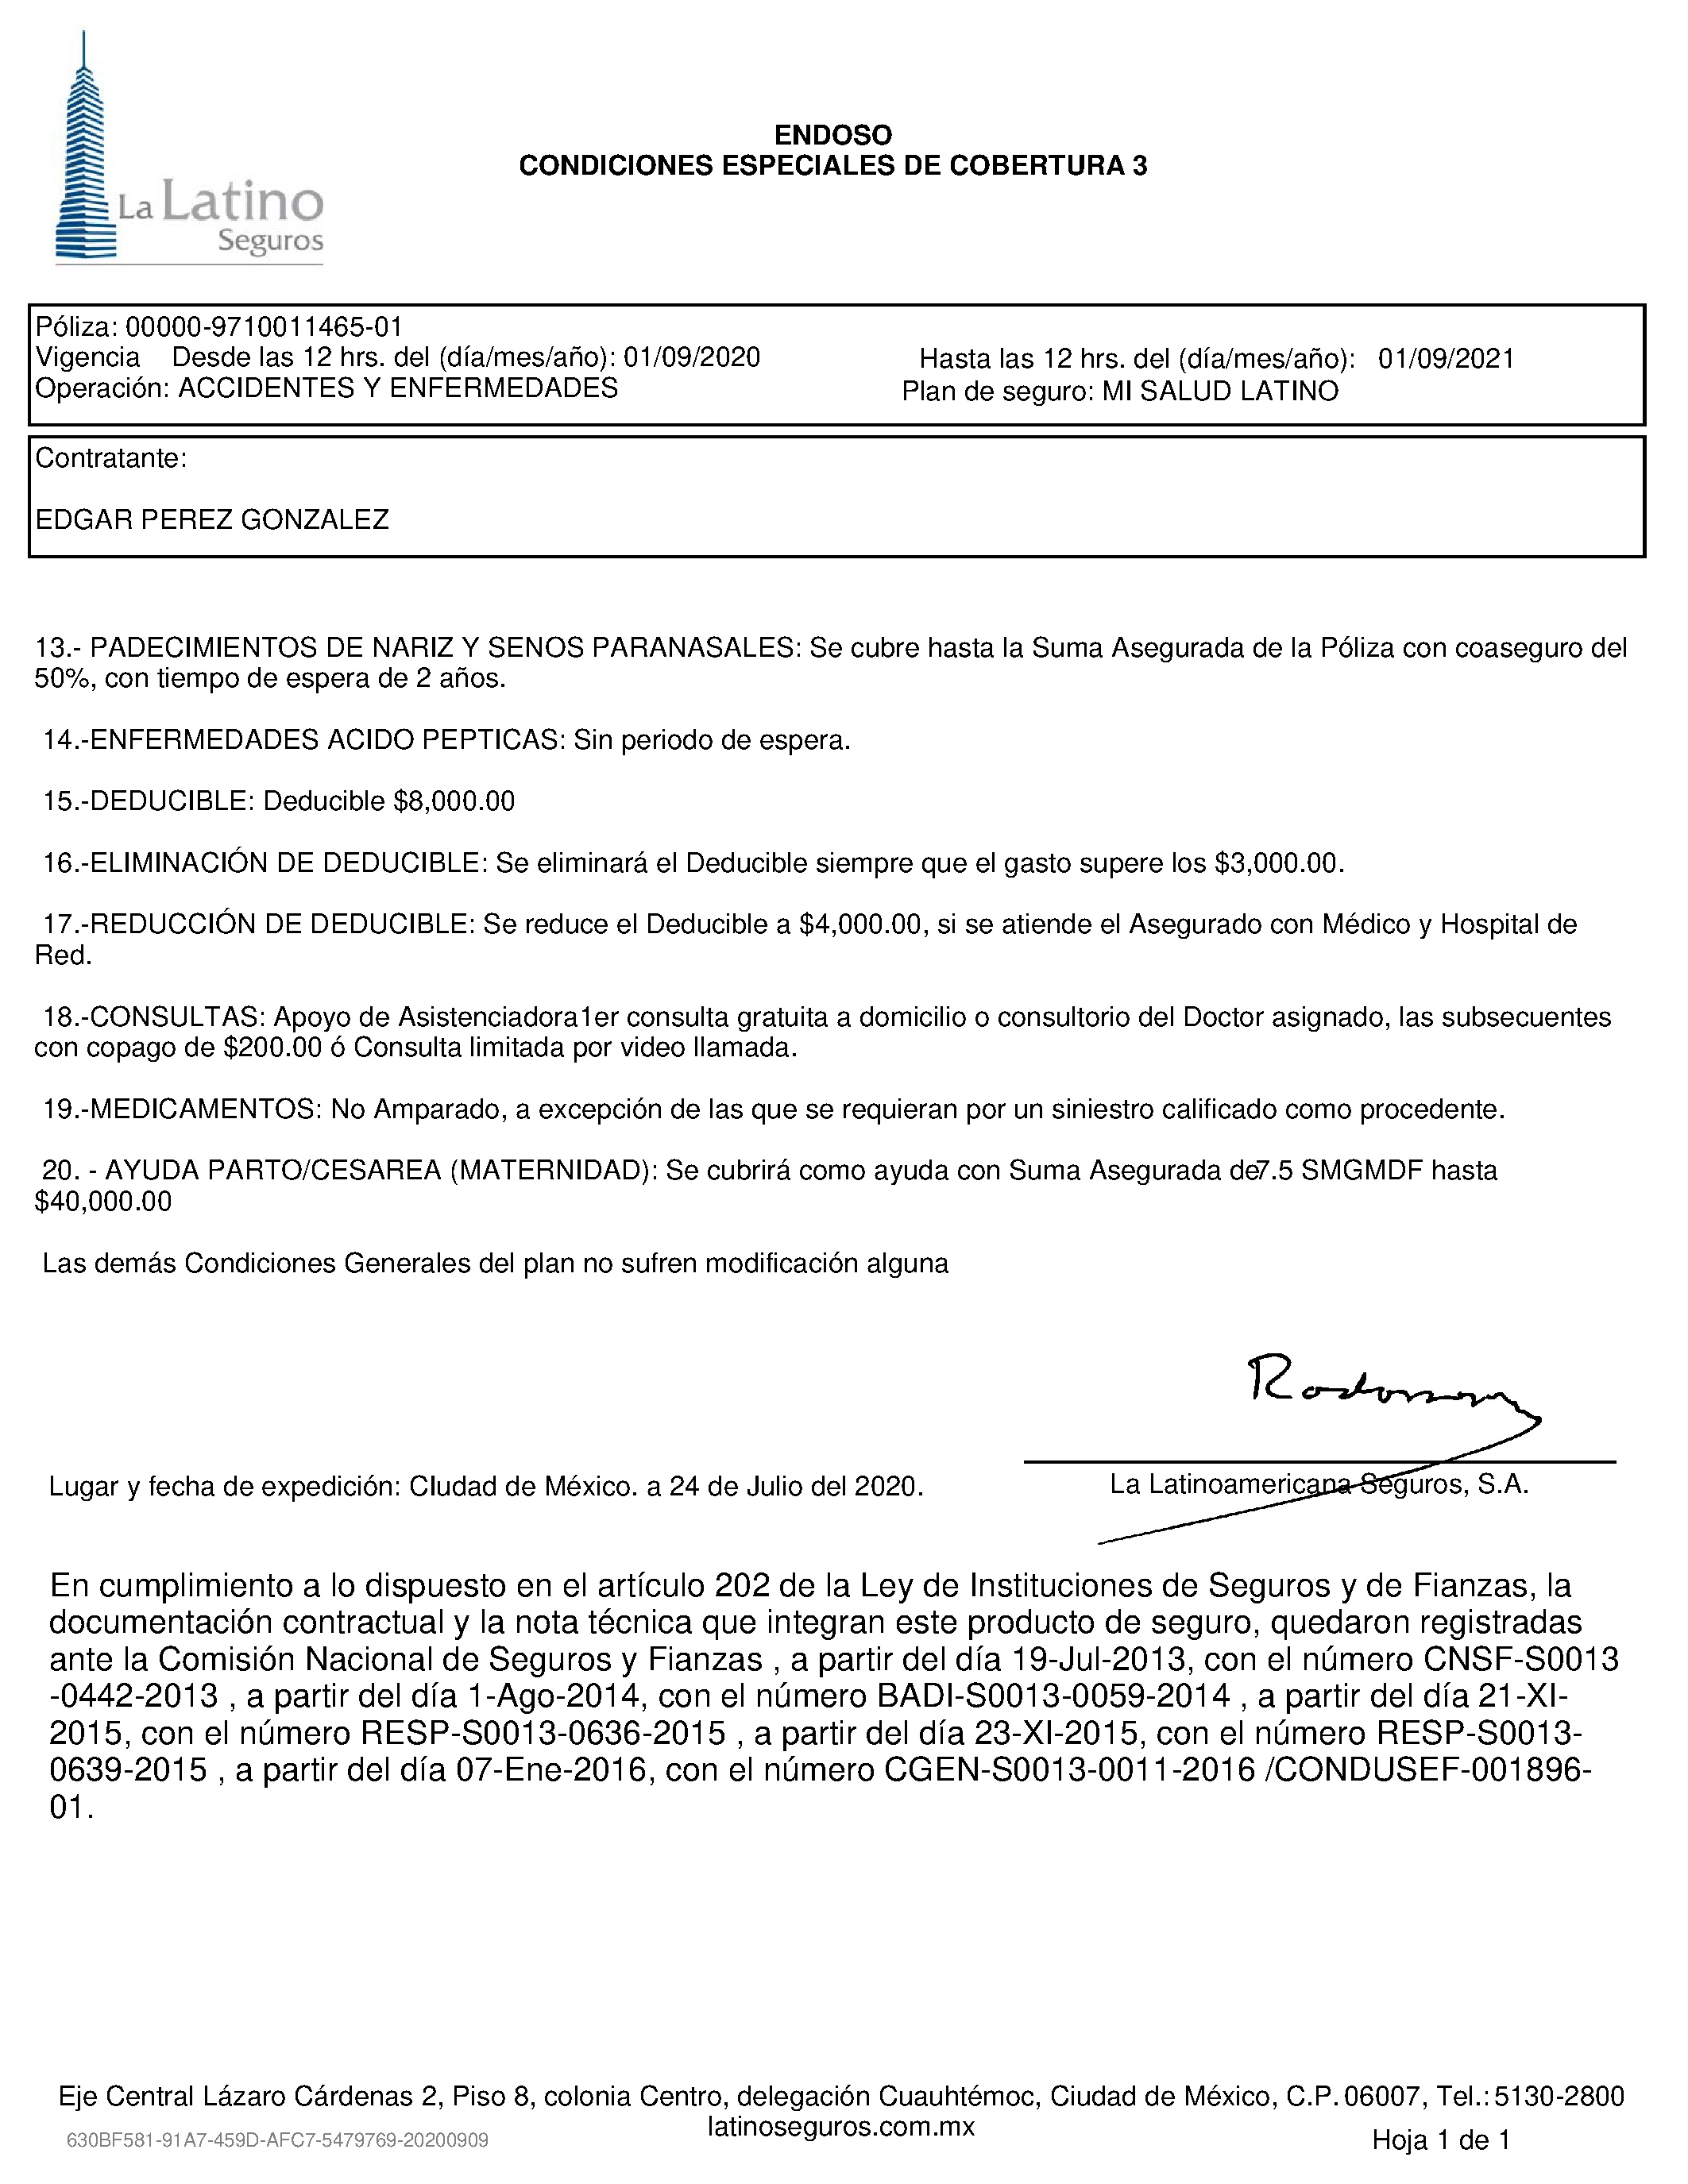 La Latino
Seguros
ENDOSO
CONDICIONES ESPECIALES DE COBERTURA 3
Póliza: 00000-9710011465-01
Vigencia Desde las 12 hrs. del (día/mes/año): 01/09/2020 Hasta las 12 hrs. del (día/mes/año): 01/09/2021
Operación: ACCIDENTES Y ENFERMEDADES Plan de seguro: MI SALUD LATINO
Contratante:
EDGAR PEREZ GONZALEZ
13.- PADECIMIENTOS DE NARIZ Y SENOS PARANASALES: Se cubre hasta la Suma Asegurada de la Póliza con coaseguro del
50%, con tiempo de espera de 2 años.
14.-ENFERMEDADES ACIDO PEPTICAS: Sin periodo de espera.
15.-DEDUCIBLE: Deducible $8,000.00
16.-ELIMINACIÓN DE DEDUCIBLE: Se eliminará el Deducible siempre que el gasto supere los $3,000.00.
17.-REDUCCIÓN DE DEDUCIBLE: Se reduce el Deducible a $4,000.00, si se atiende el Asegurado con Médico y Hospital de
Red.
18.-CONSULTAS: Apoyo de Asistenciadora1er consulta gratuita a domicilio o consultorio del Doctor asignado, las subsecuentes
con copago de $200.00 ó Consulta limitada por video llamada.
19.-MEDICAMENTOS: No Amparado, a excepción de las que se requieran por un siniestro calificado como procedente.
20. - AYUDA PARTO/CESAREA (MATERNIDAD): Se cubrirá como ayuda con Suma Asegurada de7.5 SMGMDF hasta
$40,000.00
Las demás Condiciones Generales del plan no sufren modificación alguna
Lugar y fecha de expedición: CIudad de México. a 24 de Julio del 2020.
La Latinoamericana Seguros, S.A.
En cumplimiento a lo dispuesto en el artículo 202 de la Ley de Instituciones de Seguros y de Fianzas, la
documentación contractual y la nota técnica que integran este producto de seguro, quedaron registradas
ante la Comisión Nacional de Seguros y Fianzas , a partir del día 19-Jul-2013, con el número CNSF-S0013
-0442-2013 , a partir del día 1-Ago-2014, con el número BADI-S0013-0059-2014 , a partir del día 21-XI-
2015, con el número RESP-S0013-0636-2015 , a partir del día 23-XI-2015, con el número RESP-S0013-
0639-2015 , a partir del día 07-Ene-2016, con el número CGEN-S0013-0011-2016 /CONDUSEF-001896-
01.
Eje Central Lázaro Cárdenas 2, Piso 8, colonia Centro, delegación Cuauhtémoc, Ciudad de México, C.P. 06007, Tel.: 5130-2800
latinoseguros.com.mx
630BF581-91A7-459D-AFC7-5479769-20200909
Hoja 1 de 1